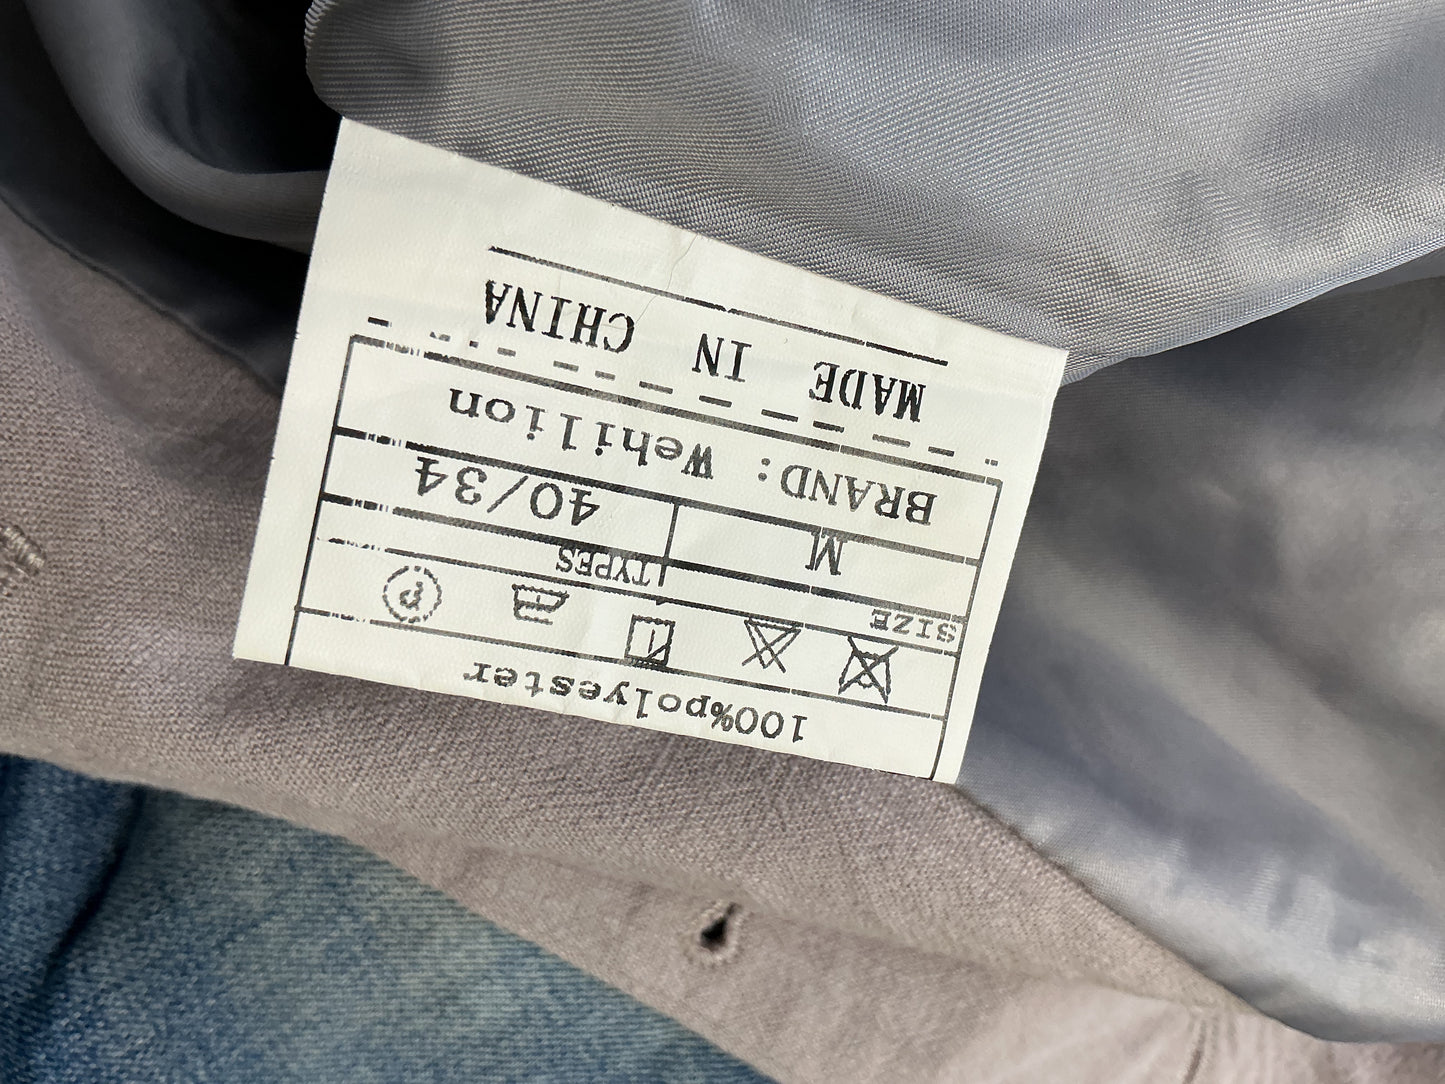 100%polyester
P
SIZE TYPES
M 40/34
BRAND: Wehilion
MADE IN CHINA